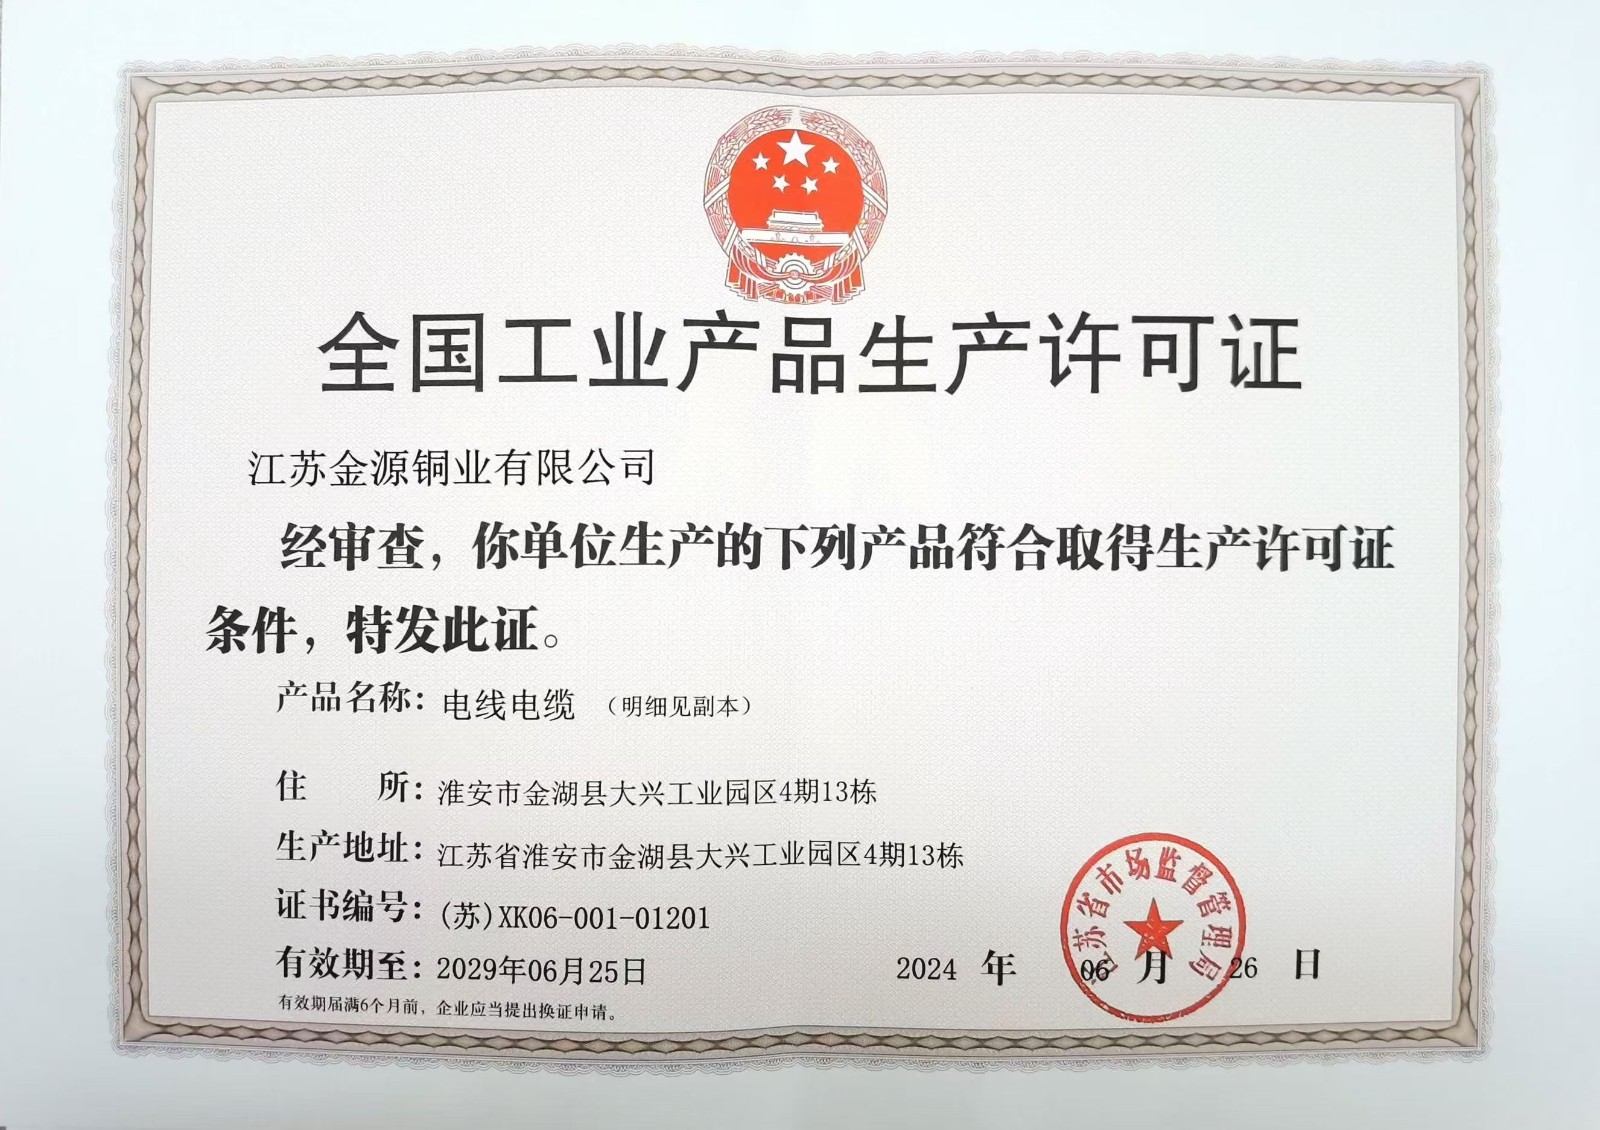 全国工业产品生产许可证
江苏金源铜业有限公司
经审查，你单位生产的下列产品符合取得生产许可证
条件，特发此证。
产品名称：电线电缆 （明细见副本）
住 所：淮安市金湖县大兴工业园区4期13栋
生产地址：江苏省淮安市金湖县大兴工业园区4期13栋
证书编号：(苏)XK06-001-01201
有效期至：2029年06月25日
2024 年 06 月 26 日
江苏省市场监督管理局
有效期届满6个月前，企业应当提出换证申请。